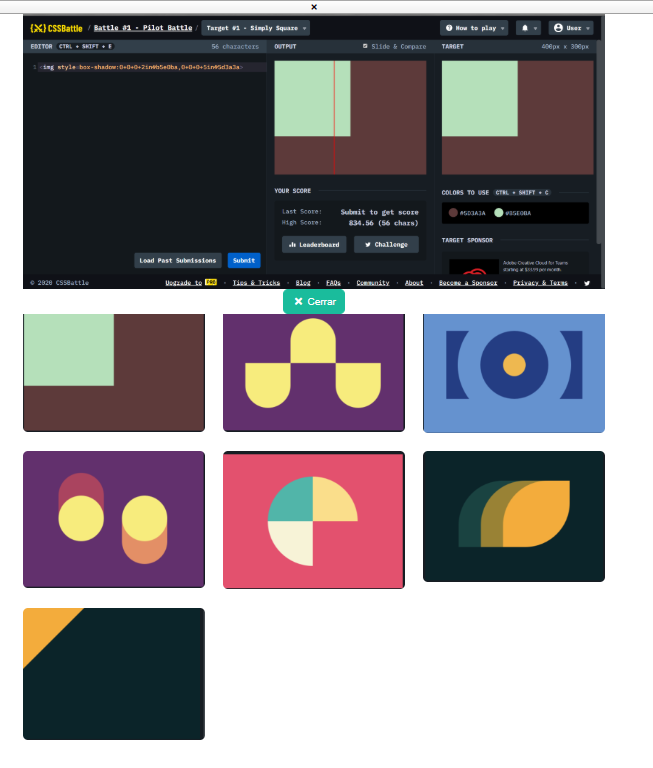 ×
CSSBATTLE / Battle #1 - Pilot Battle / Target #1 - Simply Square
How to play
User
EDITOR CTRL + SHIFT + E 56 characters
OUTPUT Slide & Compare
TARGET 400px x 300px
1 <img style=box-shadow:0+0+0+2in#b5e0ba,0+0+0+5in#5d3a3a>
YOUR SCORE
Last Score: Submit to get score
High Score: 834.56 (56 chars)
Leaderboard
Challenge
COLORS TO USE CTRL + SHIFT + C
#5D3A3A #B5E0BA
TARGET SPONSOR
Adobe Creative Cloud for Teams
starting at $33.99 per month.
Load Past Submissions
Submit
© 2020 CSSBattle
Upgrade to PRO · Tips & Tricks · Blog · FAQs · Community · About · Become a Sponsor · Privacy & Terms ·
× Cerrar